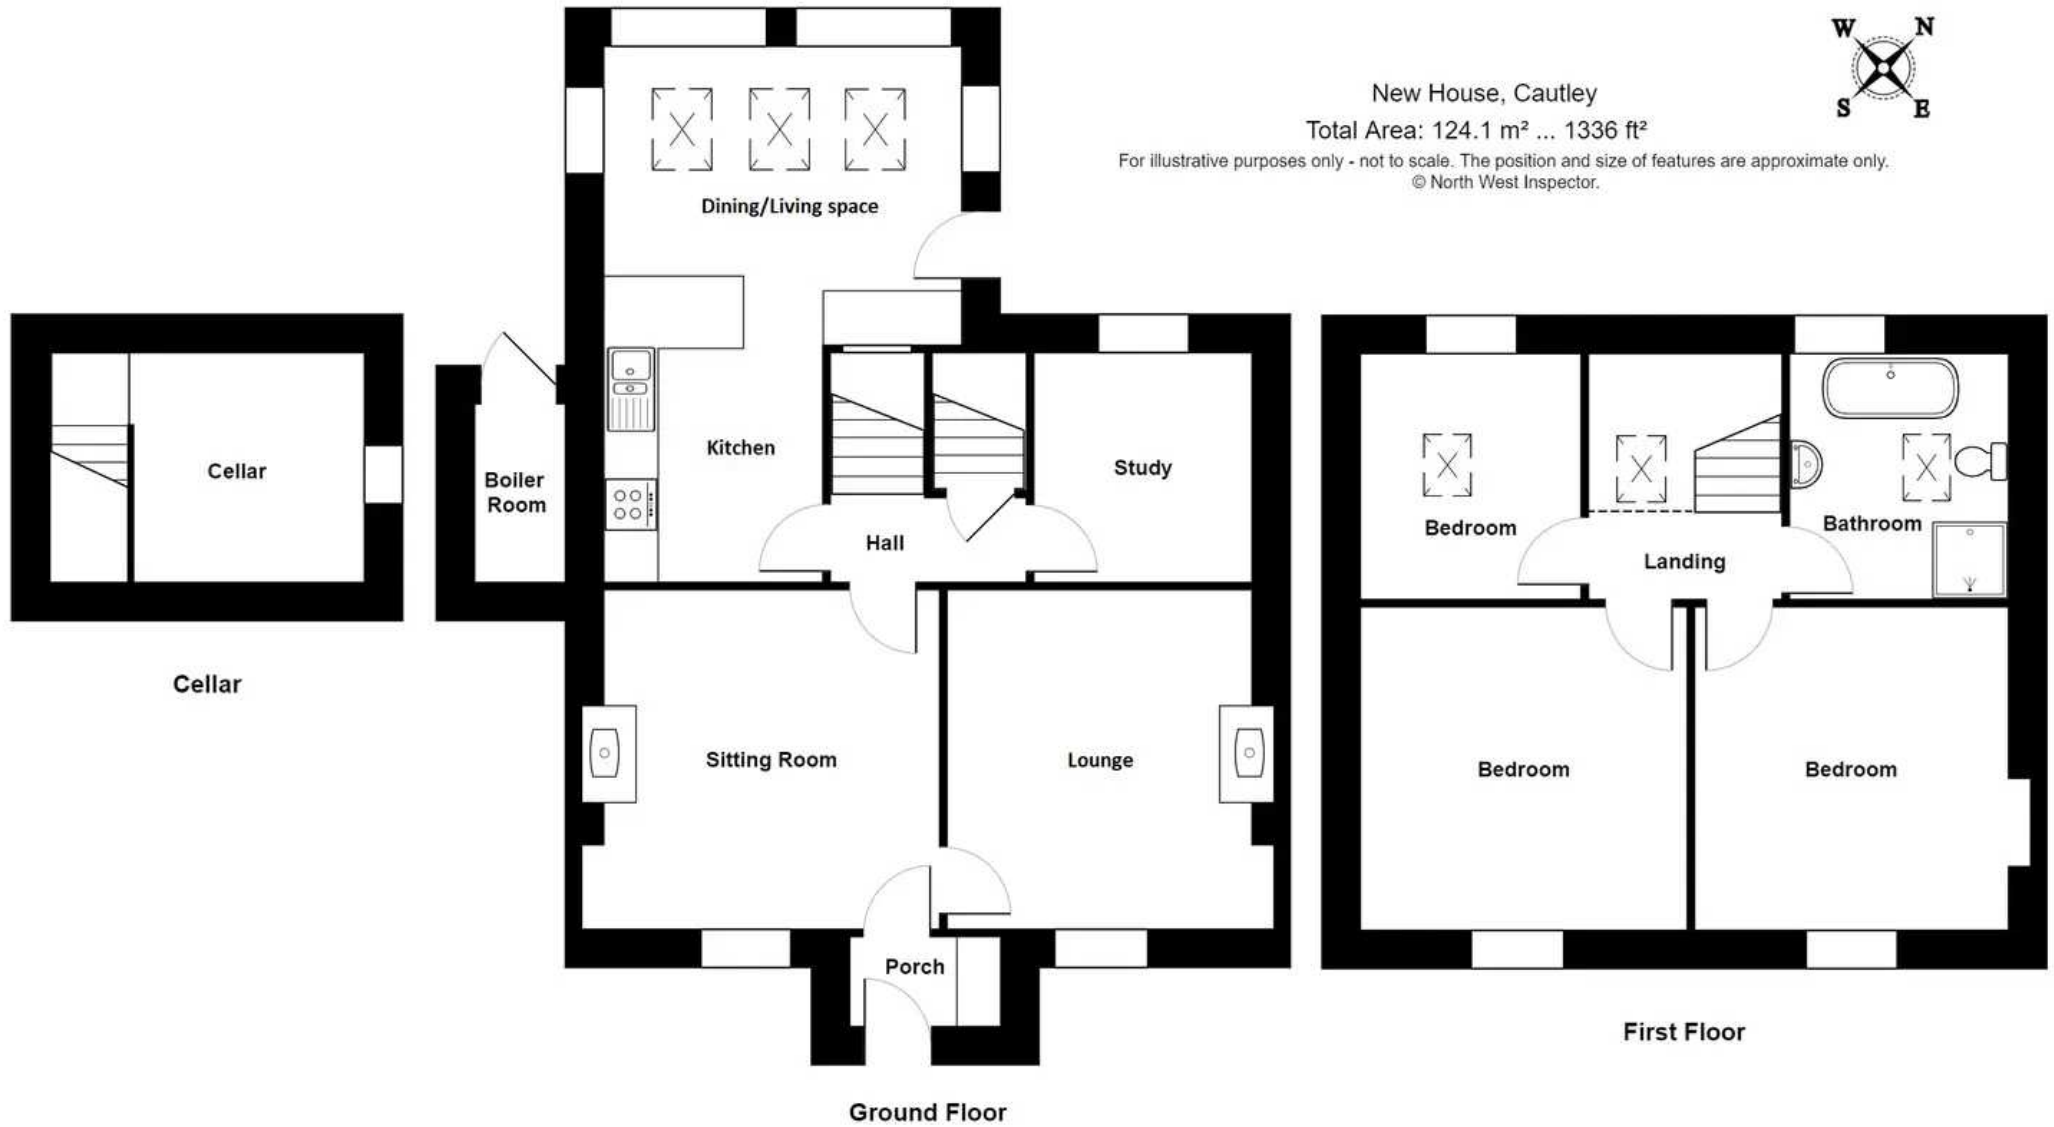 W N
S E
New House, Cautley
Total Area: 124.1 m² ... 1336 ft²
For illustrative purposes only - not to scale. The position and size of features are approximate only.
© North West Inspector.
Dining/Living space
Kitchen
Boiler
Room
Study
Hall
Sitting Room
Lounge
Porch
Ground Floor
Cellar
Cellar
Bedroom
Bathroom
Landing
Bedroom
Bedroom
First Floor